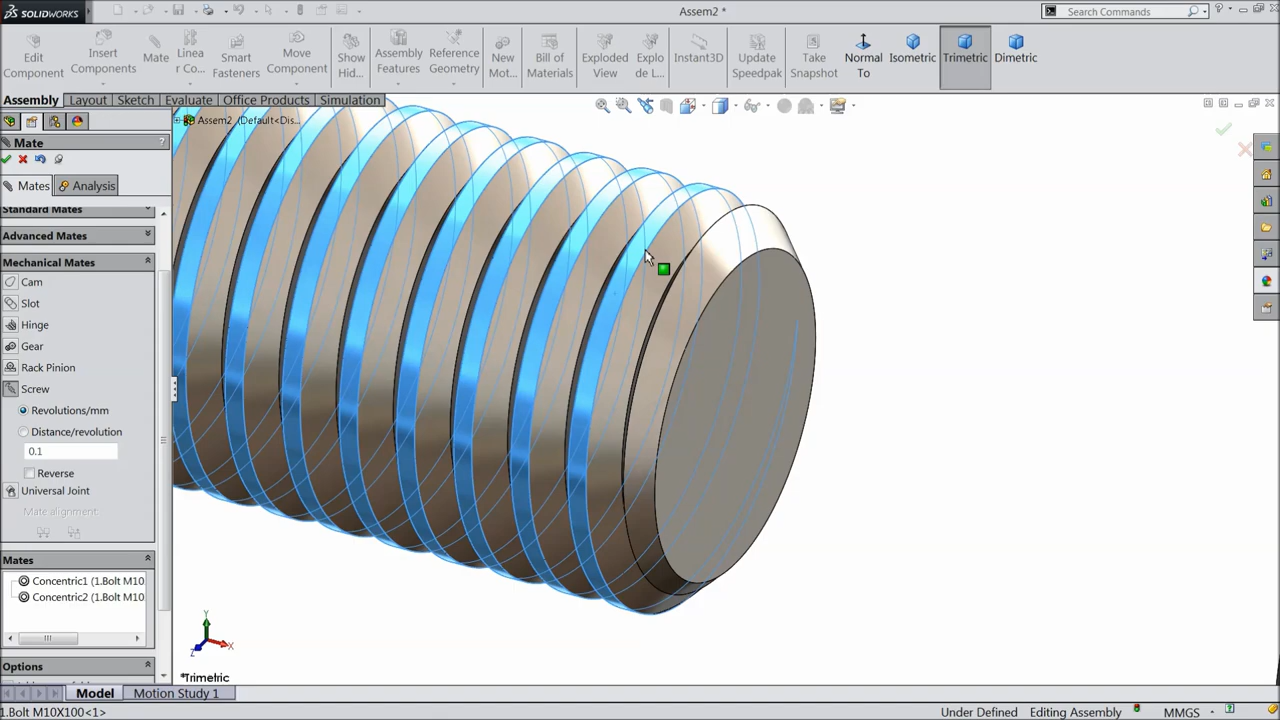 SOLIDWORKS
Assem2 *
Search Commands
Edit
Component
Insert
Components
Mate
Linea
r Co...
Smart
Fasteners
Move
Component
Show
Hid...
Assembly
Features
Reference
Geometry
New
Mot...
Bill of
Materials
Exploded
View
Explo
de L...
Instant3D
Update
Speedpak
Take
Snapshot
Normal
To
Isometric
Trimetric
Dimetric
Assembly
Layout
Sketch
Evaluate
Office Products
Simulation
Assem2 (Default<Dis...
Mate
?
Mates
Analysis
Standard Mates
Advanced Mates
Mechanical Mates
Cam
Slot
Hinge
Gear
Rack Pinion
Screw
Revolutions/mm
Distance/revolution
0.1
Reverse
Universal Joint
Mate alignment
Mates
Concentric1 (1.Bolt M10
Concentric2 (1.Bolt M10
Options
Y
X
Z
*Trimetric
Model
Motion Study 1
1.Bolt M10X100<1>
Under Defined
Editing Assembly
MMGS